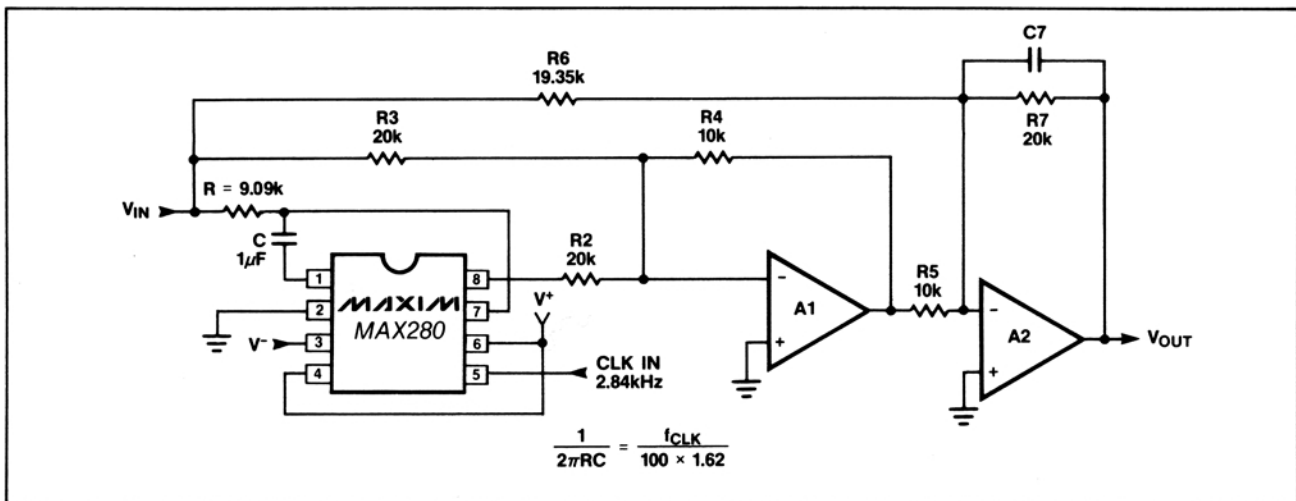 C7
R6
19.35k
R3
20k
R4
10k
R7
20k
R = 9.09k
VIN
C
1μF
R2
20k
1
8
MAXIM
MAX280
2
7
V+
3
6
V−
4
5
CLK IN
2.84kHz
−
A1
+
R5
10k
−
A2
+
VOUT
1/2πRC = fCLK/100 × 1.62